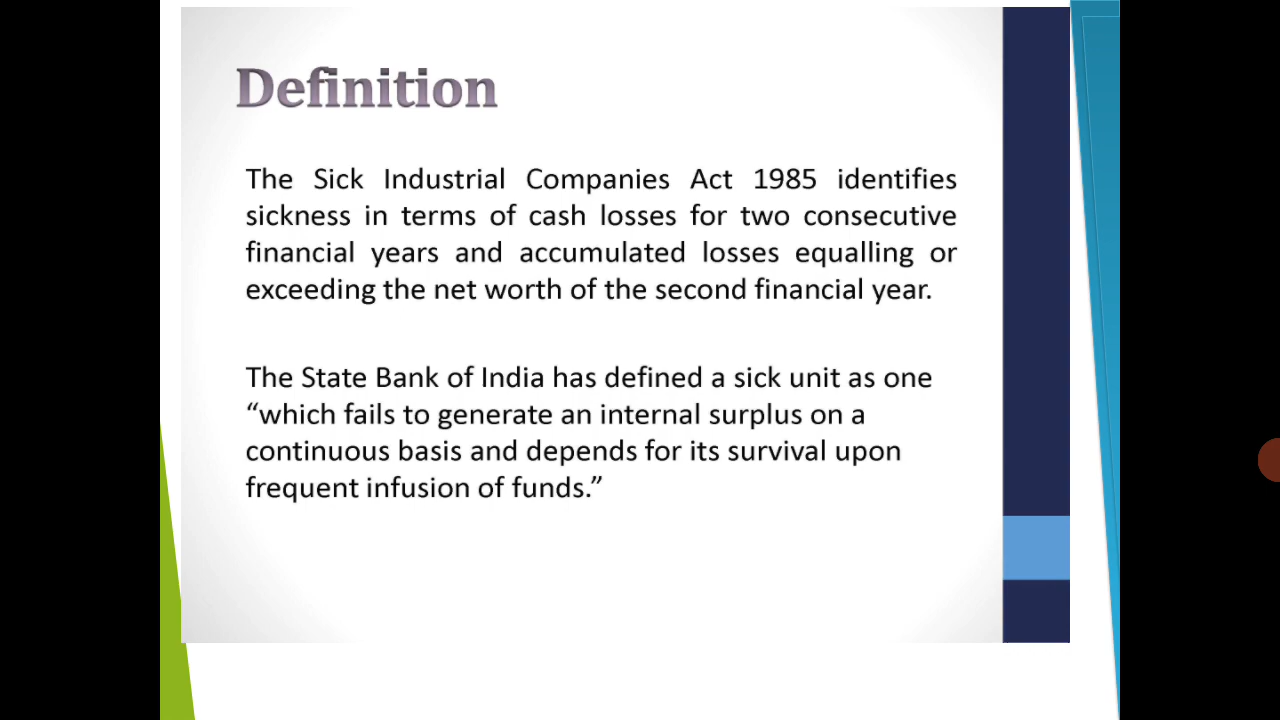 Definition
The Sick Industrial Companies Act 1985 identifies
sickness in terms of cash losses for two consecutive
financial years and accumulated losses equalling or
exceeding the net worth of the second financial year.
The State Bank of India has defined a sick unit as one
“which fails to generate an internal surplus on a
continuous basis and depends for its survival upon
frequent infusion of funds.”